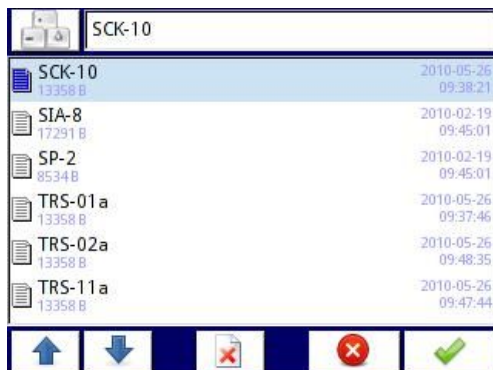 SCK-10
SCK-10 2010-05-26
13358 B 09:38:21
SIA-8 2010-02-19
17291 B 09:45:01
SP-2 2010-02-19
8534 B 09:45:01
TRS-01a 2010-05-26
13358 B 09:37:46
TRS-02a 2010-05-26
13358 B 09:48:35
TRS-11a 2010-05-26
13358 B 09:47:44